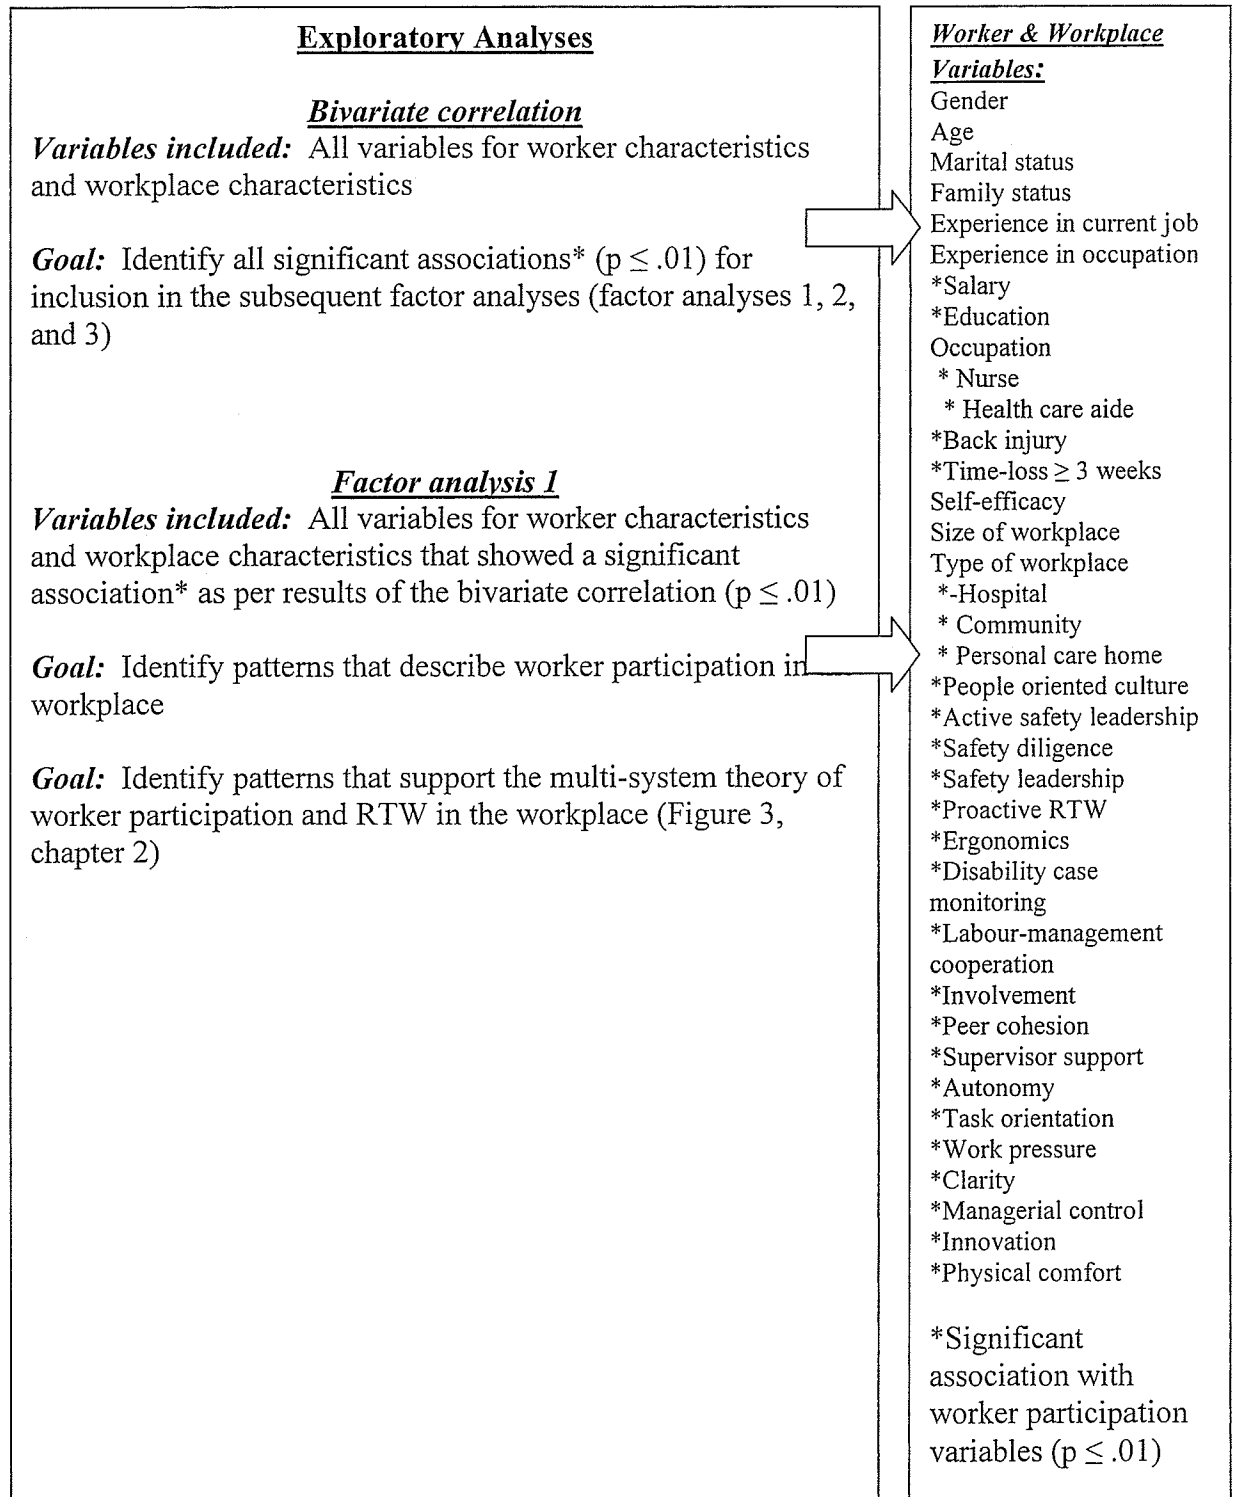 Exploratory Analyses
Bivariate correlation
Variables included: All variables for worker characteristics
and workplace characteristics
Goal: Identify all significant associations* (p ≤ .01) for
inclusion in the subsequent factor analyses (factor analyses 1, 2,
and 3)
Factor analysis 1
Variables included: All variables for worker characteristics
and workplace characteristics that showed a significant
association* as per results of the bivariate correlation (p ≤ .01)
Goal: Identify patterns that describe worker participation in
workplace
Goal: Identify patterns that support the multi-system theory of
worker participation and RTW in the workplace (Figure 3,
chapter 2)
Worker & Workplace
Variables:
Gender
Age
Marital status
Family status
Experience in current job
Experience in occupation
*Salary
*Education
Occupation
* Nurse
* Health care aide
*Back injury
*Time-loss ≥ 3 weeks
Self-efficacy
Size of workplace
Type of workplace
*-Hospital
* Community
* Personal care home
*People oriented culture
*Active safety leadership
*Safety diligence
*Safety leadership
*Proactive RTW
*Ergonomics
*Disability case
monitoring
*Labour-management
cooperation
*Involvement
*Peer cohesion
*Supervisor support
*Autonomy
*Task orientation
*Work pressure
*Clarity
*Managerial control
*Innovation
*Physical comfort
*Significant
association with
worker participation
variables (p ≤ .01)